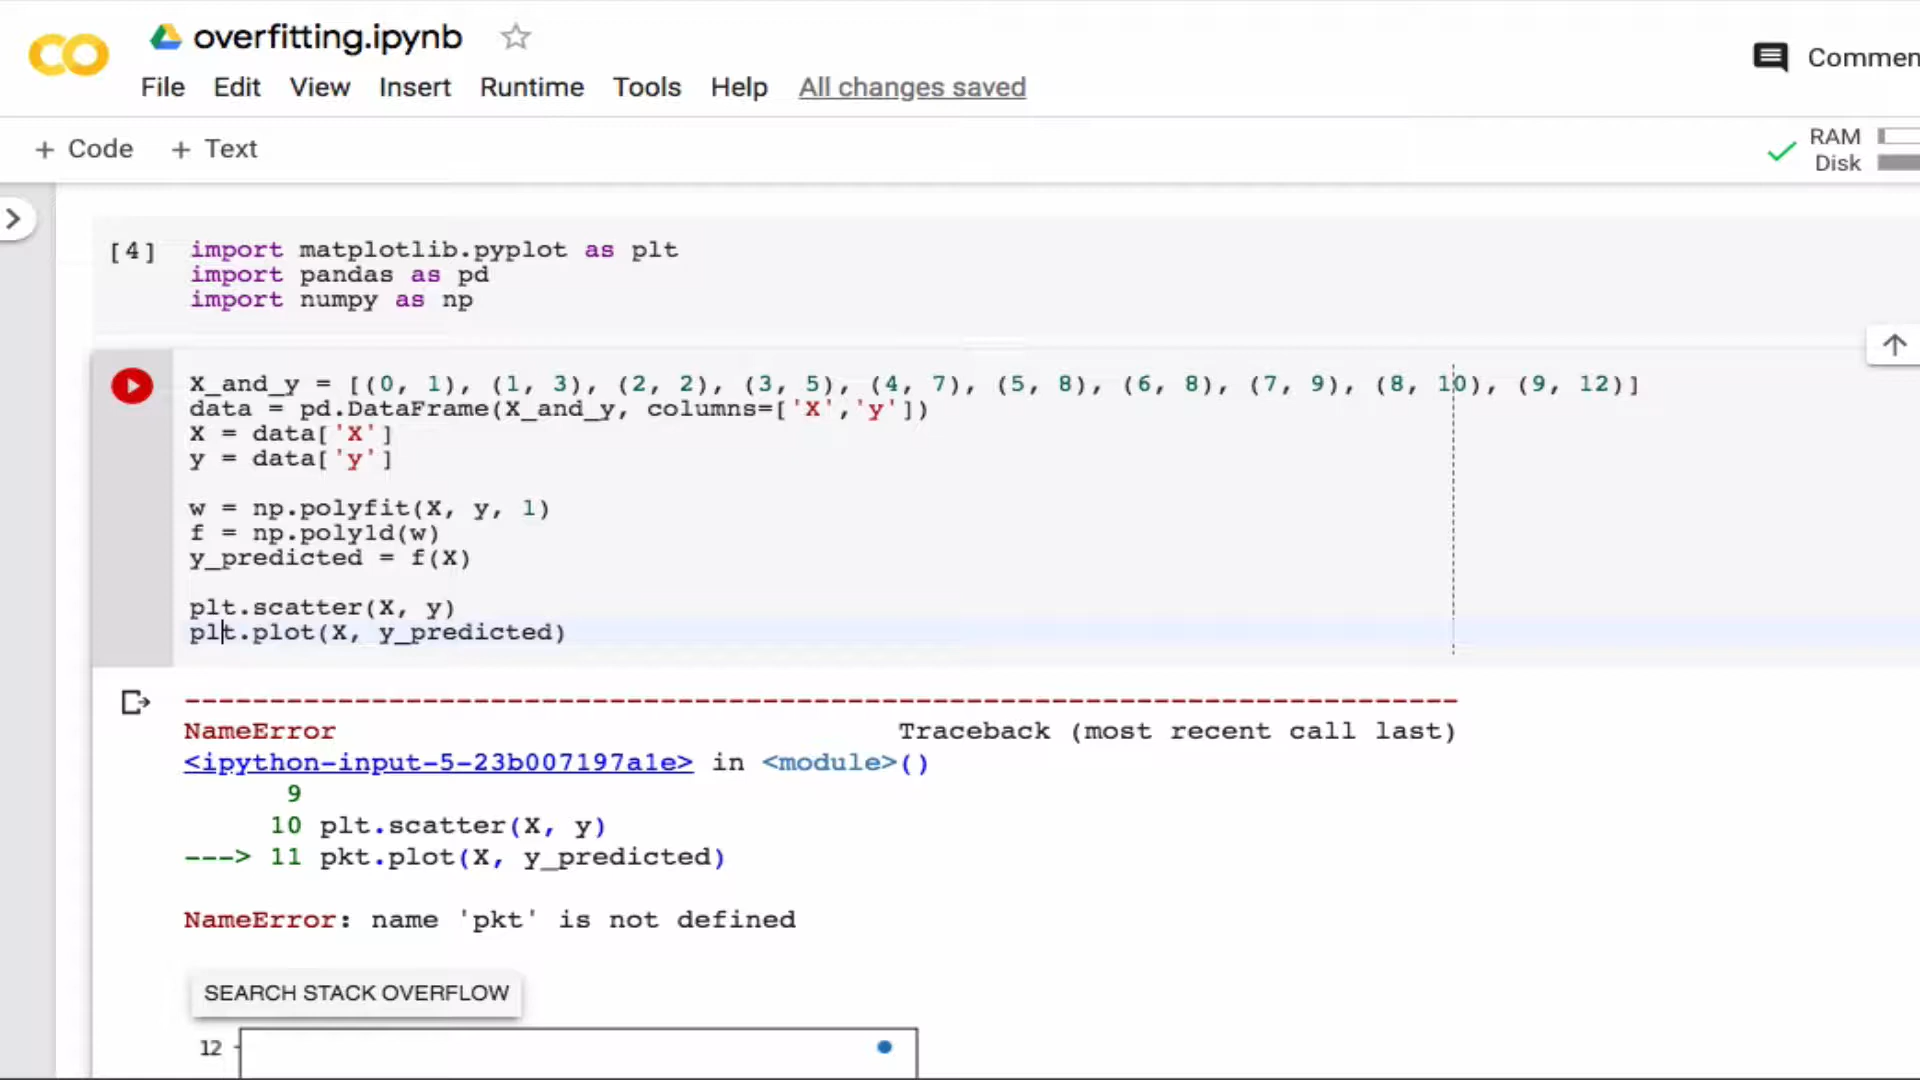 overfitting.ipynb
Commen
File Edit View Insert Runtime Tools Help All changes saved
+ Code + Text
RAM
Disk
[4] import matplotlib.pyplot as plt
import pandas as pd
import numpy as np
X_and_y = [(0, 1), (1, 3), (2, 2), (3, 5), (4, 7), (5, 8), (6, 8), (7, 9), (8, 10), (9, 12)]
data = pd.DataFrame(X_and_y, columns=['X','y'])
X = data['X']
y = data['y']
w = np.polyfit(X, y, 1)
f = np.poly1d(w)
y_predicted = f(X)
plt.scatter(X, y)
plt.plot(X, y_predicted)
---------------------------------------------------------------------------
NameError Traceback (most recent call last)
<ipython-input-5-23b007197a1e> in <module>()
9
10 plt.scatter(X, y)
---> 11 pkt.plot(X, y_predicted)
NameError: name 'pkt' is not defined
SEARCH STACK OVERFLOW
12